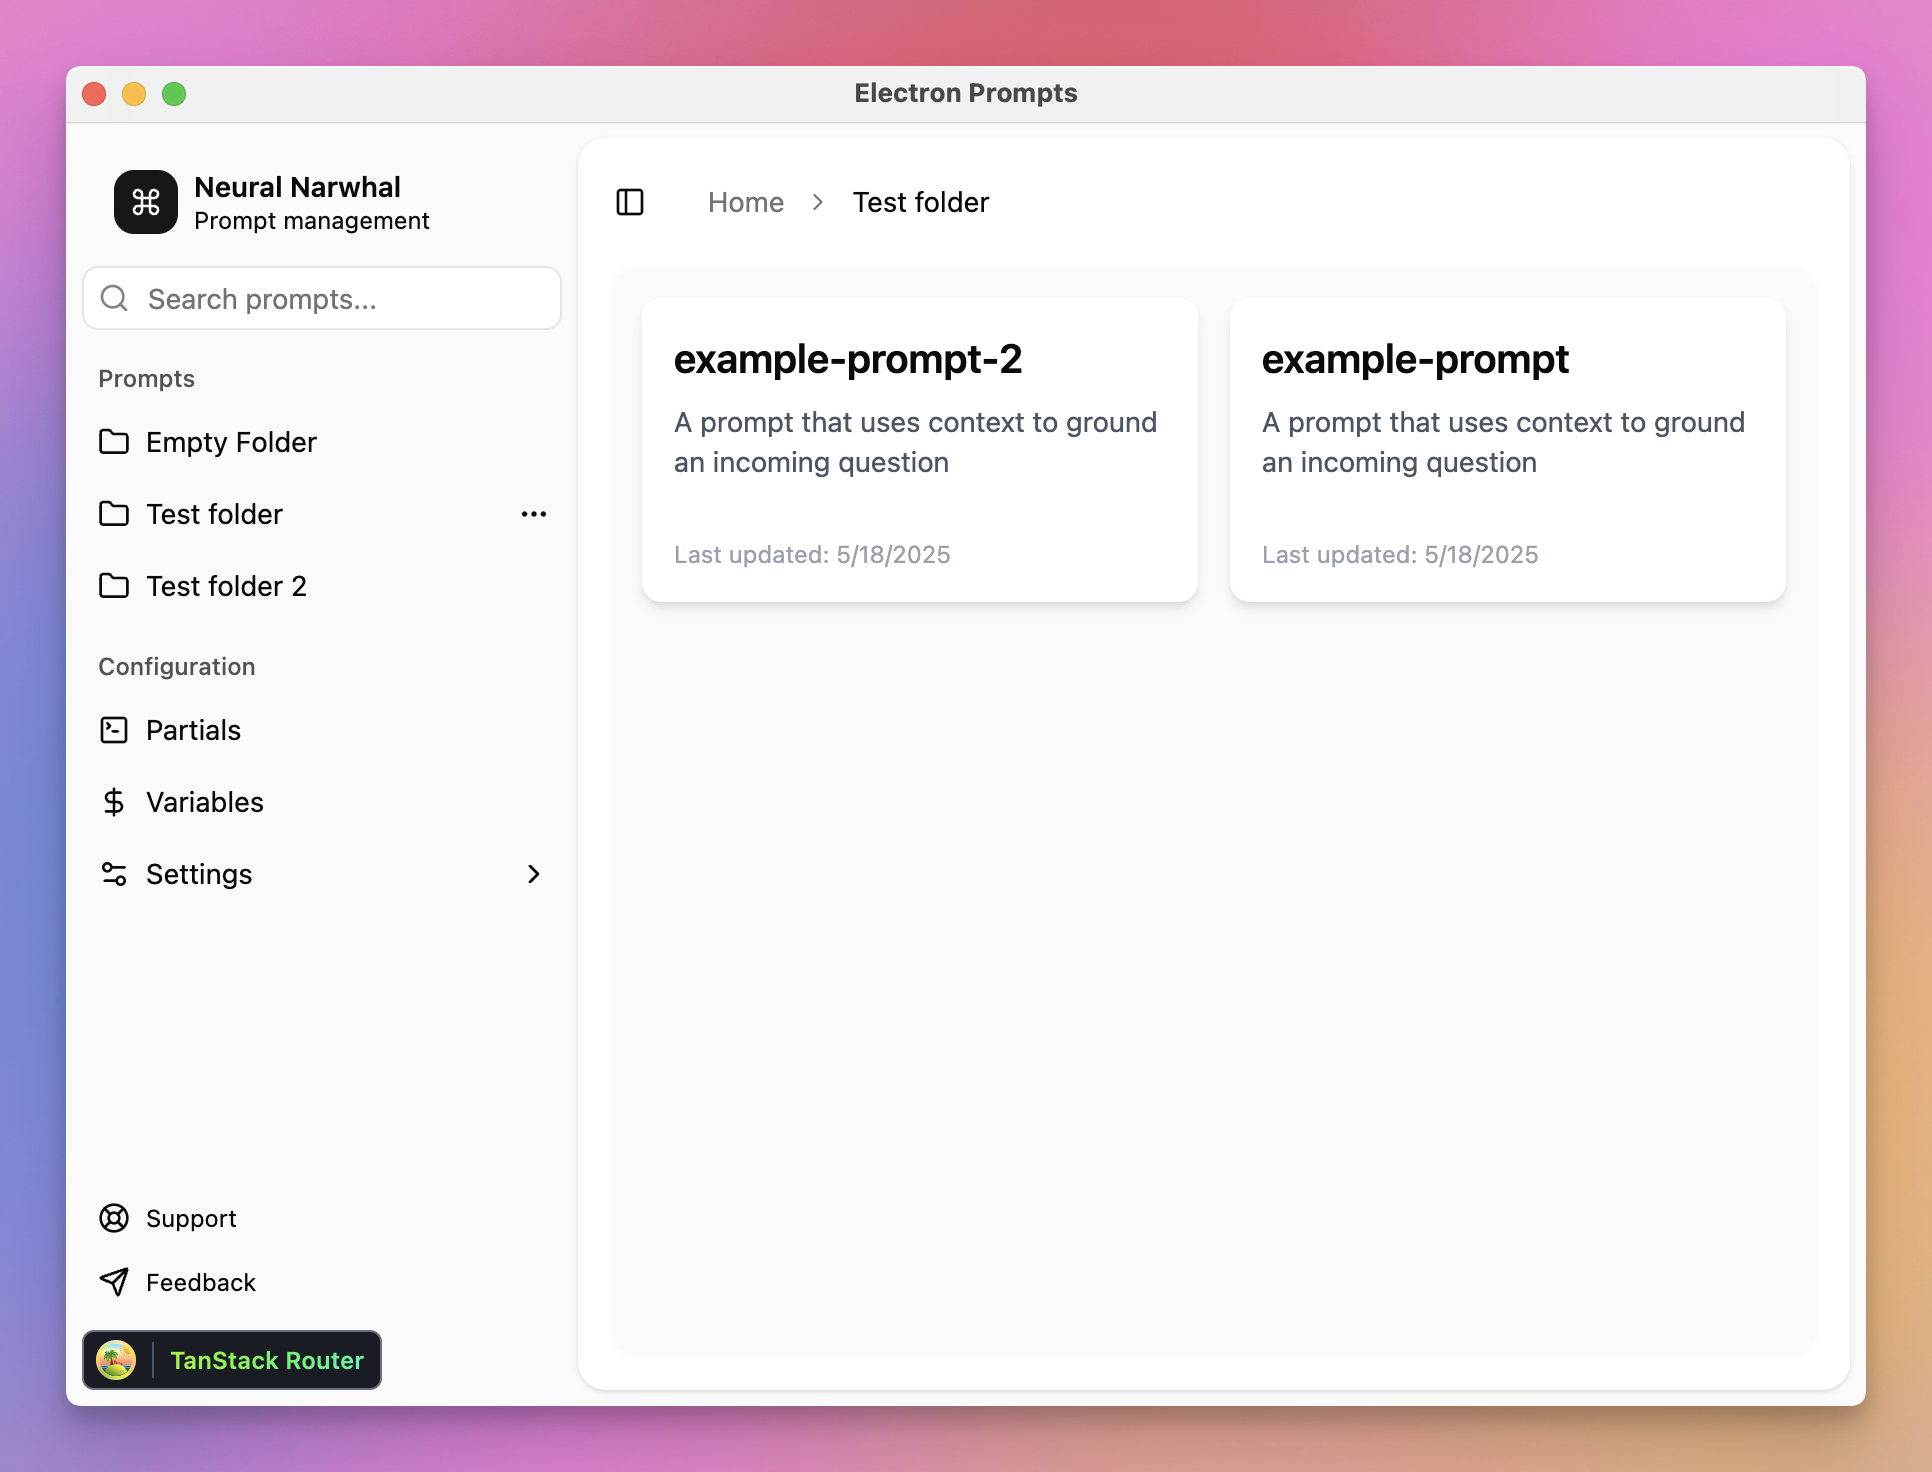 Electron Prompts
Neural Narwhal
Prompt management
Search prompts...
Prompts
Empty Folder
Test folder
Test folder 2
Configuration
Partials
Variables
Settings
Support
Feedback
TanStack Router
Home
Test folder
example-prompt-2
A prompt that uses context to ground
an incoming question
Last updated: 5/18/2025
example-prompt
A prompt that uses context to ground
an incoming question
Last updated: 5/18/2025